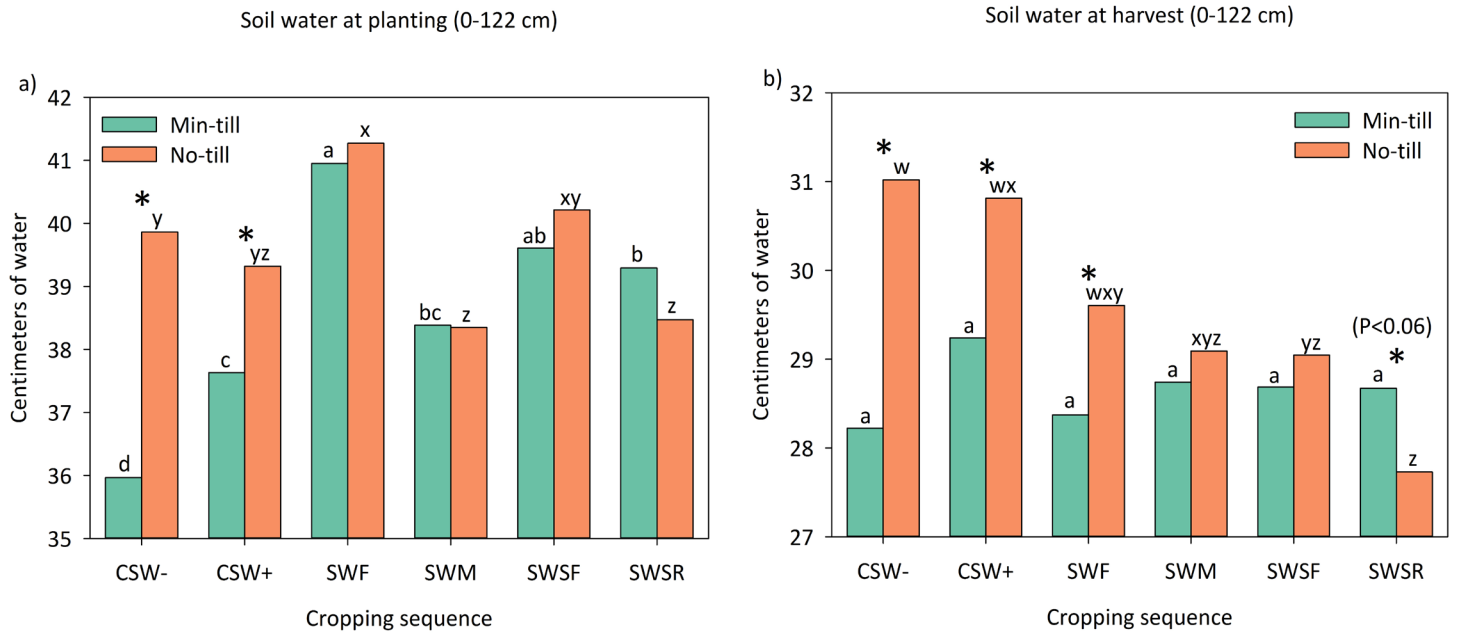 Soil water at planting (0-122 cm)
a)
Centimeters of water
42
41
40
39
38
37
36
35
Min-till
No-till
*
d
y
*
c
yz
a
x
bc
z
ab
xy
b
z
CSW-
CSW+
SWF
SWM
SWSF
SWSR
Cropping sequence
Soil water at harvest (0-122 cm)
b)
Centimeters of water
32
31
30
29
28
27
Min-till
No-till
*
a
w
*
a
wx
*
a
wxy
a
xyz
a
yz
(P<0.06)
*
a
z
CSW-
CSW+
SWF
SWM
SWSF
SWSR
Cropping sequence